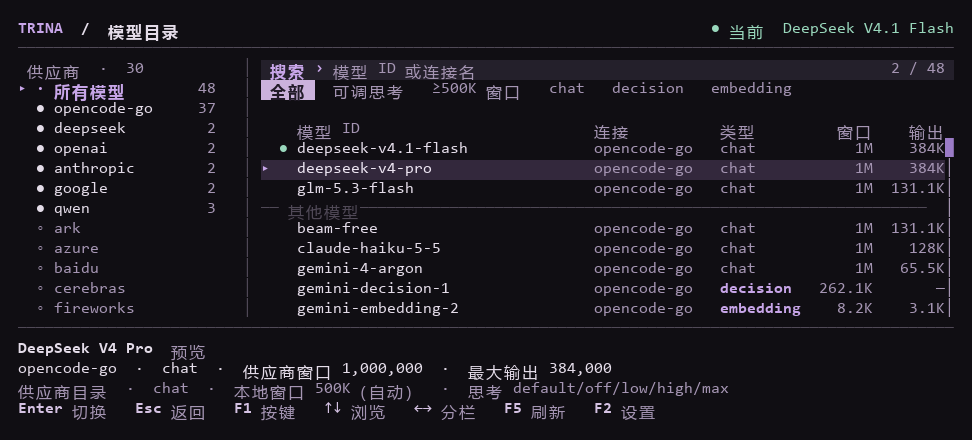 TRINA / 模型目录 ● 当前 DeepSeek V4.1 Flash
供应商 · 30
▸ · 所有模型 48
● opencode-go 37
● deepseek 2
● openai 2
● anthropic 2
● google 2
● qwen 3
◦ ark
◦ azure
◦ baidu
◦ cerebras
◦ fireworks
搜索 › 模型 ID 或连接名 2 / 48
全部 可调思考 ≥500K 窗口 chat decision embedding
模型 ID 连接 类型 窗口 输出
● deepseek-v4.1-flash opencode-go chat 1M 384K
▸ deepseek-v4-pro opencode-go chat 1M 384K
glm-5.3-flash opencode-go chat 1M 131.1K
其他模型
beam-free opencode-go chat 1M 131.1K
claude-haiku-5-5 opencode-go chat 1M 128K
gemini-4-argon opencode-go chat 1M 65.5K
gemini-decision-1 opencode-go decision 262.1K —
gemini-embedding-2 opencode-go embedding 8.2K 3.1K
DeepSeek V4 Pro 预览
opencode-go · chat · 供应商窗口 1,000,000 · 最大输出 384,000
供应商目录 · chat · 本地窗口 500K (自动) · 思考 default/off/low/high/max
Enter 切换 Esc 返回 F1 按键 ↑↓ 浏览 ←→ 分栏 F5 刷新 F2 设置